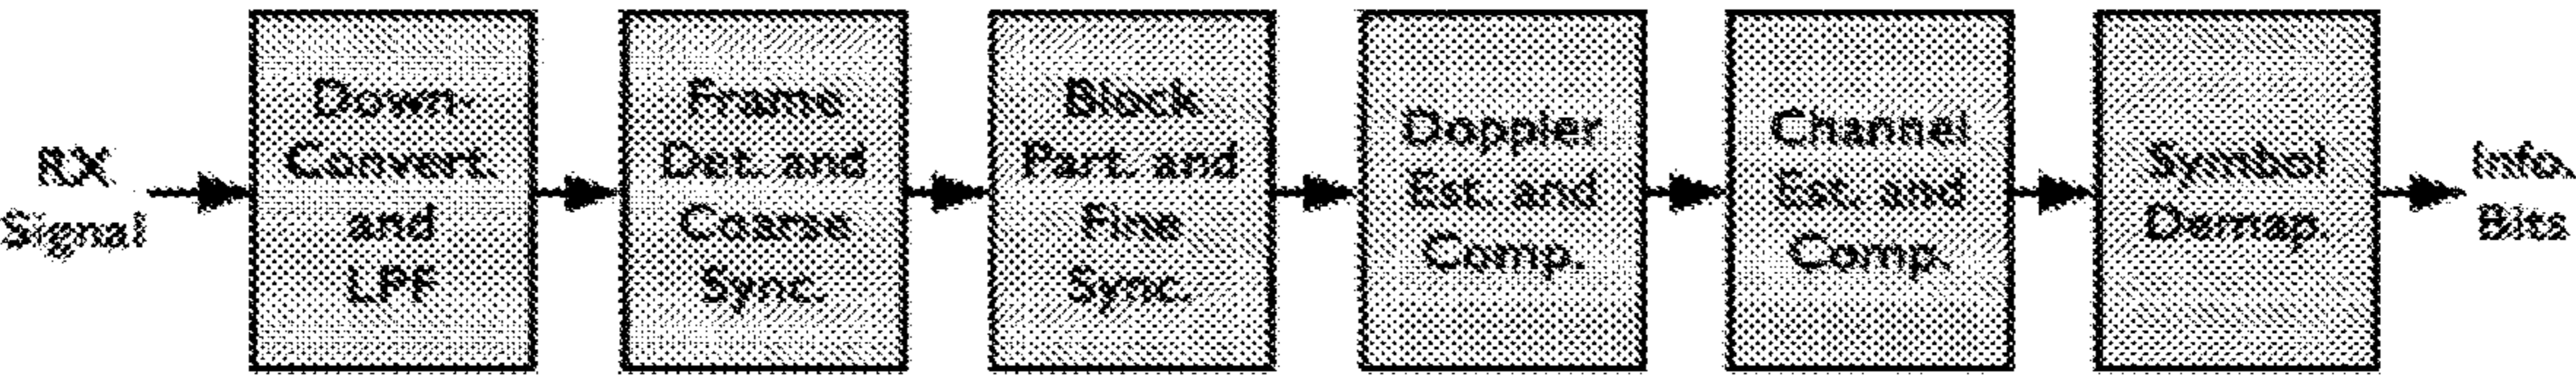 RX
Signal
Down-
Convert.
and
LPF
Frame
Det. and
Coarse
Sync.
Block
Part. and
Fine
Sync.
Doppler
Est. and
Comp.
Channel
Est. and
Comp.
Symbol
Demap.
Info.
Bits